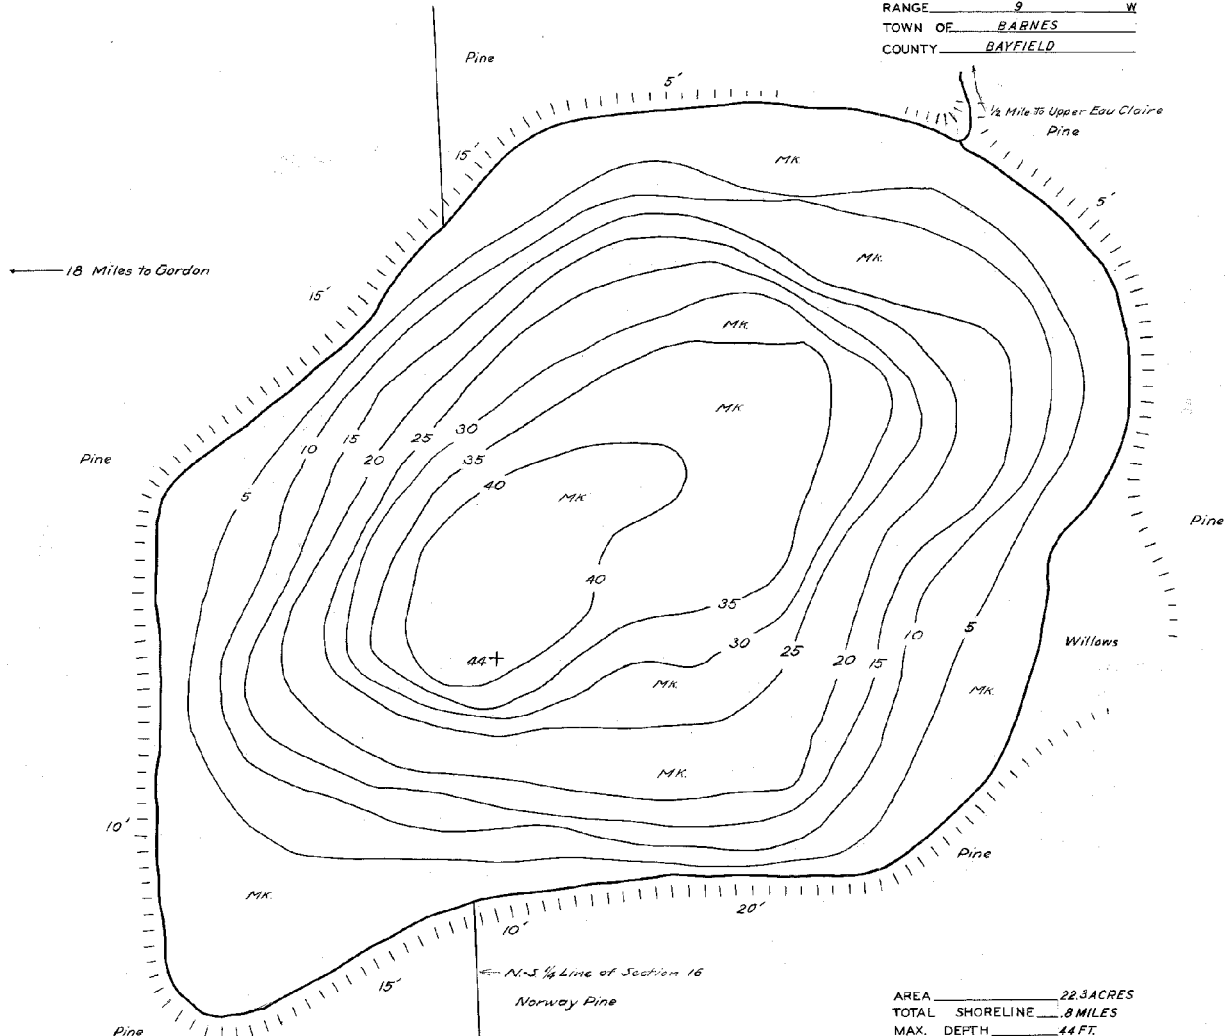 RANGE 9 W
TOWN OF BARNES
COUNTY BAYFIELD
Pine
5'
½ Mile To Upper Eau Claire
Pine
15'
MK
5'
MK.
18 Miles to Gordon
15'
MK.
MK
30
25
15
10
20
35
Pine
40
5
MK
Pine
40
35
10
5
30
Willows
25
20
15
44
MK.
MK.
MK.
10'
Pine
MK.
20'
10'
N.-S. ¼ Line of Section 16
15'
Norway Pine
Pine
AREA 22.3 ACRES
TOTAL SHORELINE .8 MILES
MAX. DEPTH 44 FT.